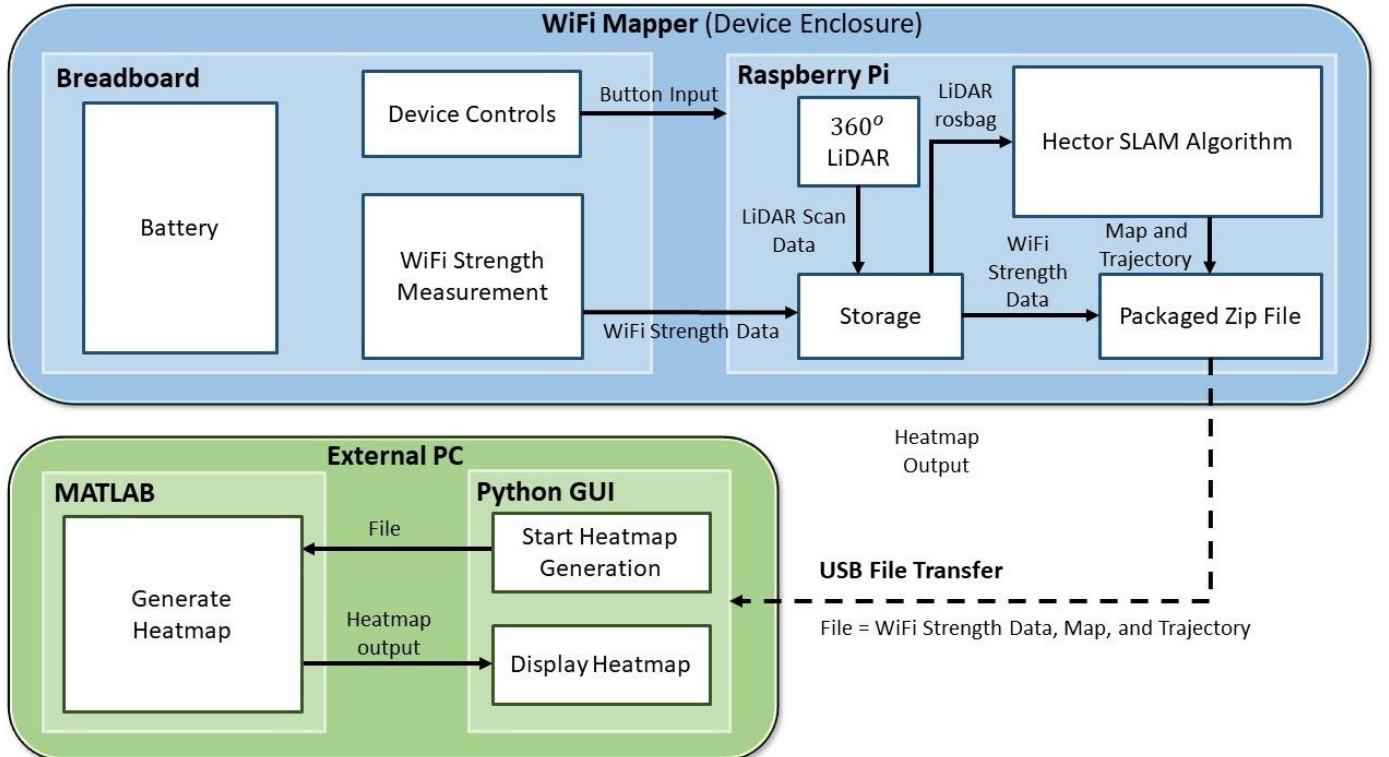 WiFi Mapper (Device Enclosure)
Breadboard
Battery
Device Controls
Button Input
WiFi Strength
Measurement
WiFi Strength Data
Raspberry Pi
360°
LiDAR
LiDAR
rosbag
Hector SLAM Algorithm
LiDAR Scan
Data
Storage
WiFi
Strength
Data
Map and
Trajectory
Packaged Zip File
Heatmap
Output
External PC
MATLAB
Generate
Heatmap
File
Heatmap
output
Python GUI
Start Heatmap
Generation
Display Heatmap
USB File Transfer
File = WiFi Strength Data, Map, and Trajectory